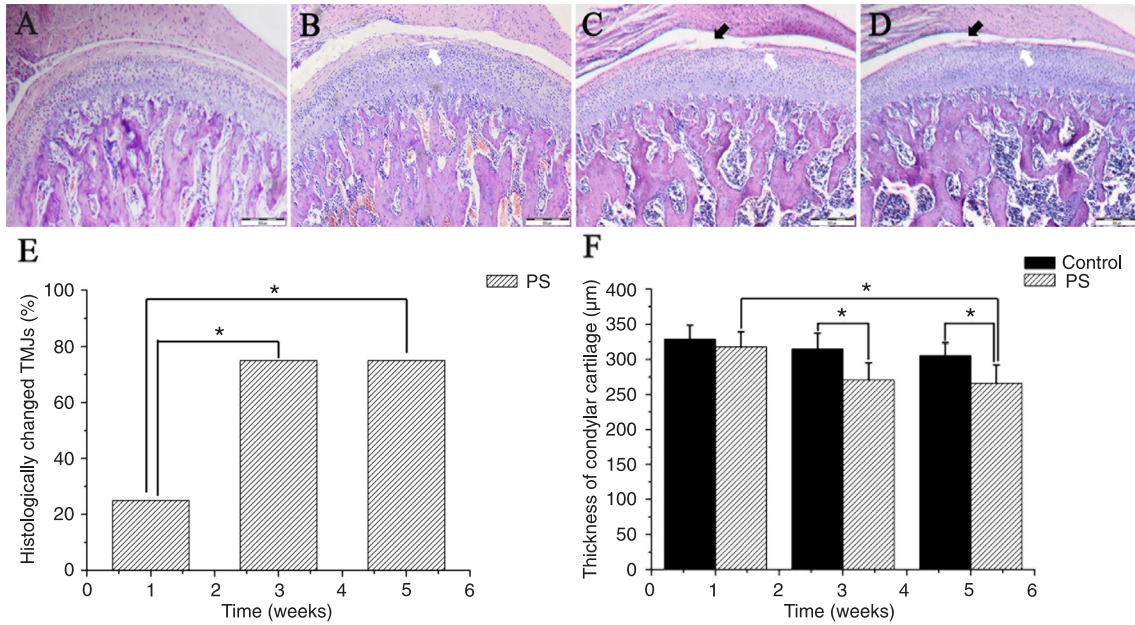 A
B
C
D
E
PS
Histologically changed TMJs (%)
100
80
60
40
20
0
*
*
0 1 2 3 4 5 6
Time (weeks)
F
Control
PS
Thickness of condylar cartilage (µm)
400
350
300
250
200
150
100
50
0
*
*
*
0 1 2 3 4 5 6
Time (weeks)